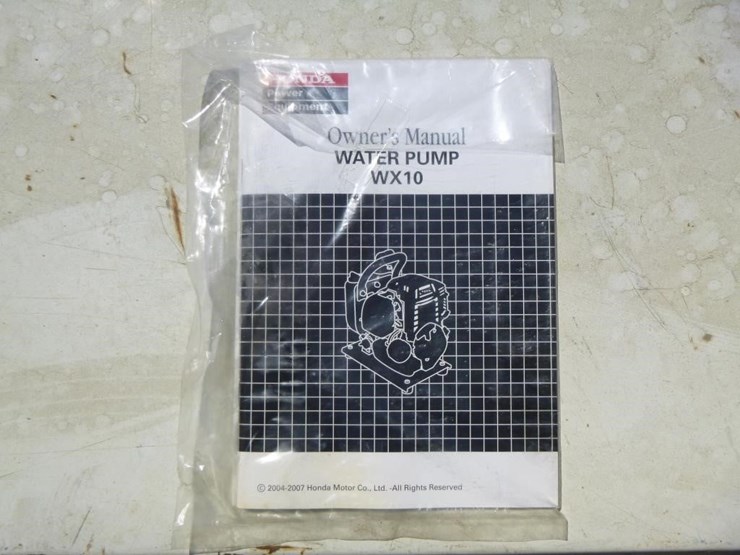 HONDA
Power
Equipment
Owner's Manual
WATER PUMP
WX10
© 2004-2007 Honda Motor Co., Ltd. -All Rights Reserved